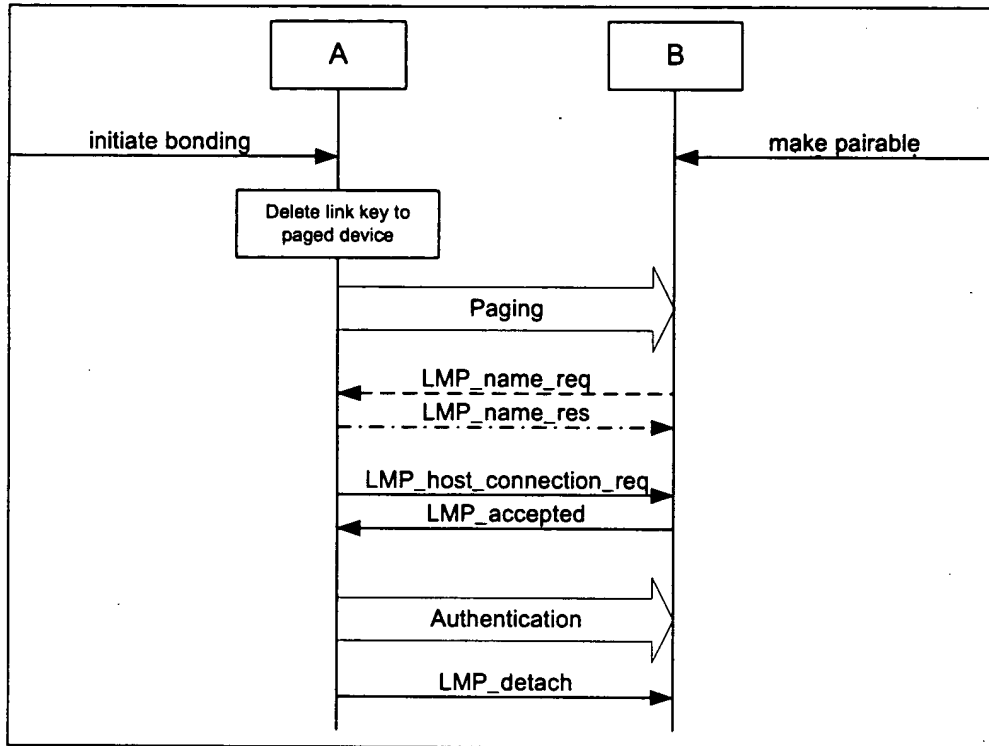 A
B
initiate bonding
make pairable
Delete link key to
paged device
Paging
LMP_name_req
LMP_name_res
LMP_host_connection_req
LMP_accepted
Authentication
LMP_detach